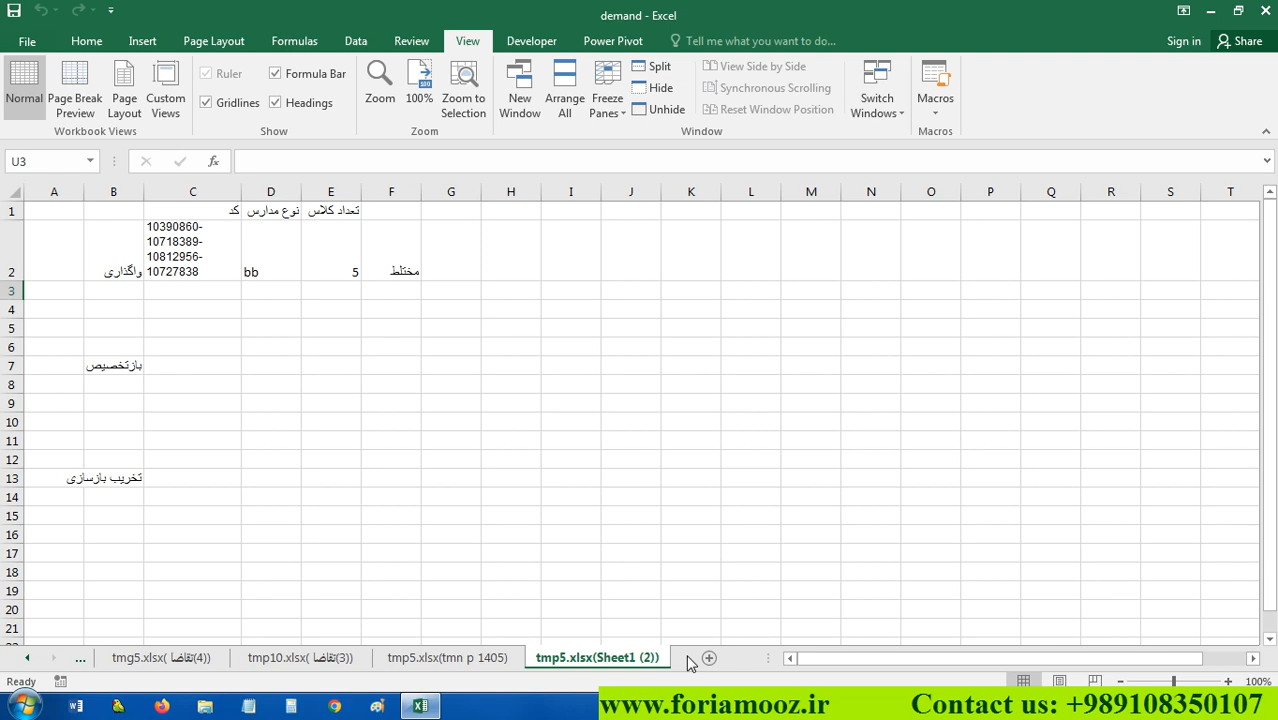 demand - Excel
File Home Insert Page Layout Formulas Data Review View Developer Power Pivot Tell me what you want to do... Sign in Share
Normal
Page Break Preview
Page Layout
Custom Views
Workbook Views
Ruler
Formula Bar
Gridlines
Headings
Show
Zoom
100%
Zoom to Selection
Zoom
New Window
Arrange All
Freeze Panes
Split
Hide
Unhide
View Side by Side
Synchronous Scrolling
Reset Window Position
Window
Switch Windows
Macros
Macros
U3
fx
A B C D E F G H I J K L M N O P Q R S T
1 کد نوع مدارس تعداد کلاس
10390860-
10718389-
10812956-
2 واگذاری 10727838 bb 5 مختلط
3
4
5
6
7 بازتخصیص
8
9
10
11
12
13 تخریب بازسازی
14
15
16
17
18
19
20
21
... tmg5.xlsx( تقاضا(4)) tmp10.xlsx( تقاضا(3)) tmp5.xlsx(tmn p 1405) tmp5.xlsx(Sheet1 (2))
Ready 100%
www.foriamooz.ir Contact us: +989108350107